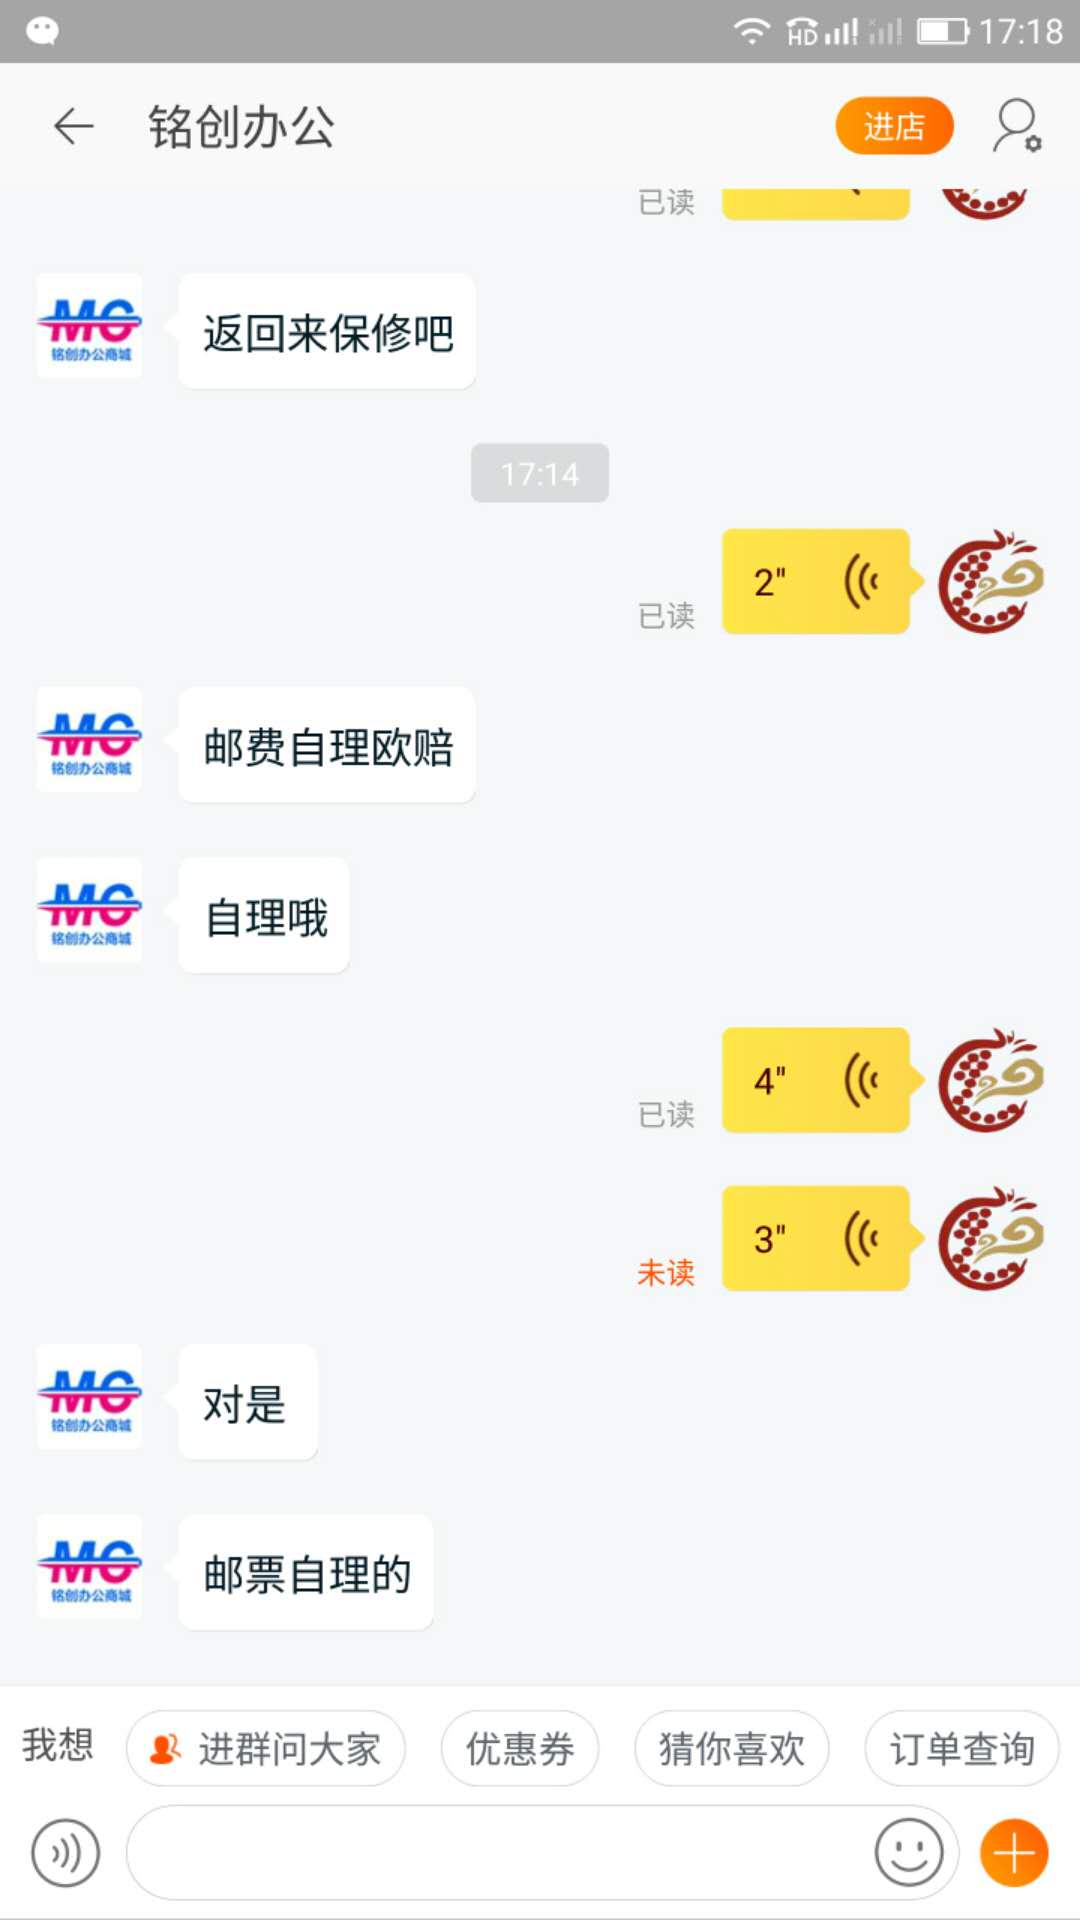 HD 17:18
铭创办公
进店
已读
MG
铭创办公商城
返回来保修吧
17:14
2"
已读
MG
铭创办公商城
邮费自理欧赔
MG
铭创办公商城
自理哦
4"
已读
3"
未读
MG
铭创办公商城
对是
MG
铭创办公商城
邮票自理的
我想
进群问大家
优惠券
猜你喜欢
订单查询